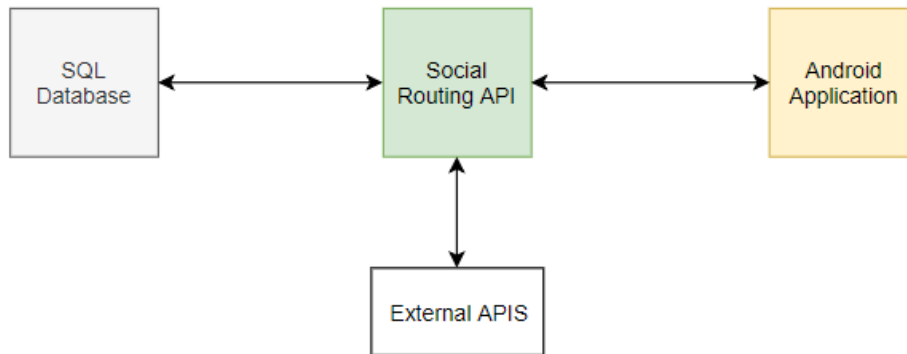 SQL
Database
Social
Routing API
Android
Application
External APIS